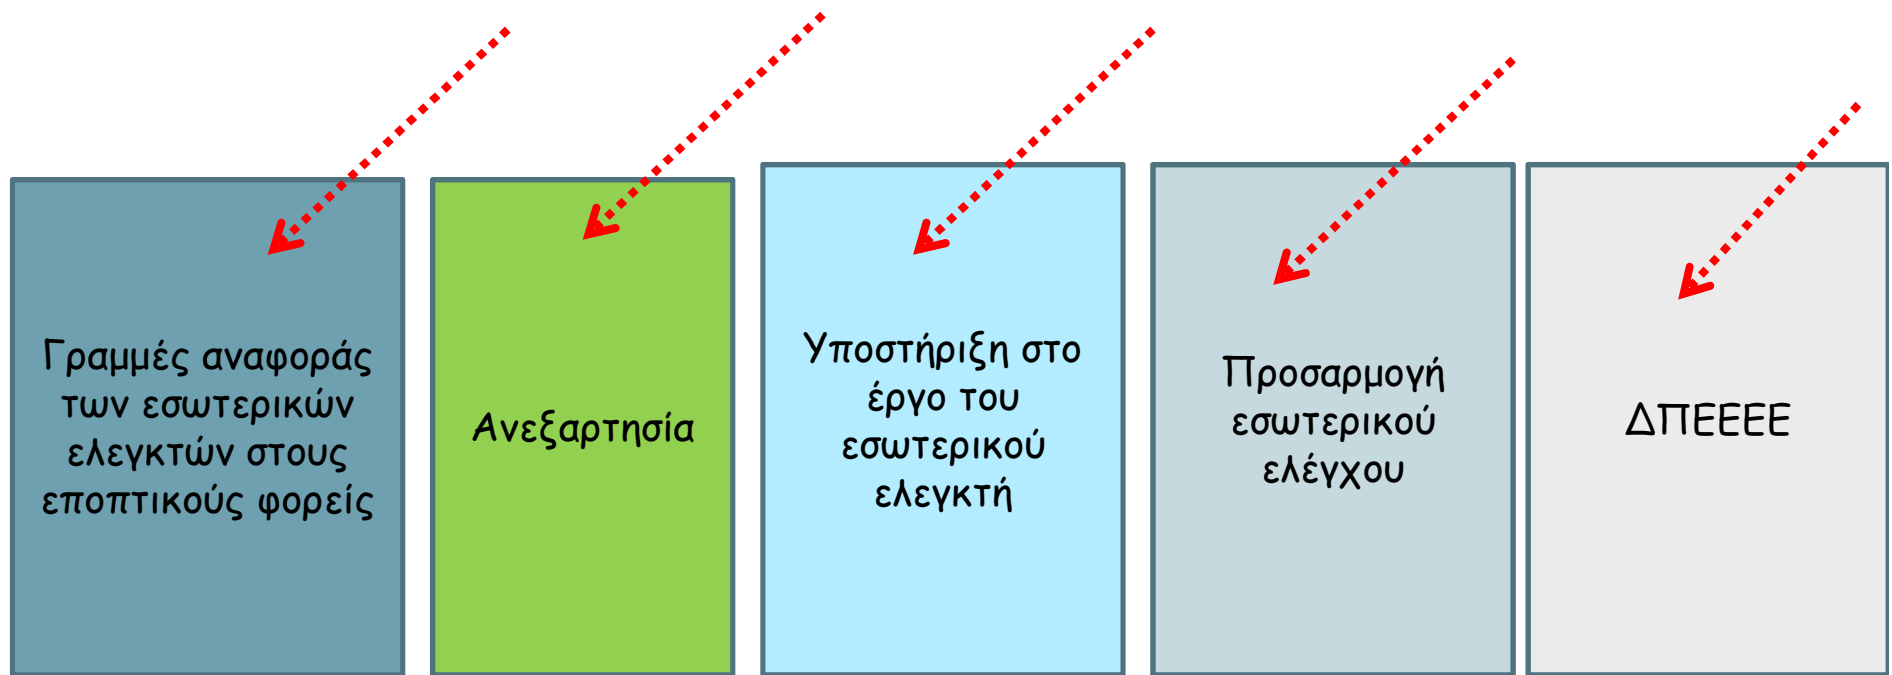 Γραμμές αναφοράς
των εσωτερικών
ελεγκτών στους
εποπτικούς φορείς
Ανεξαρτησία
Υποστήριξη στο
έργο του
εσωτερικού
ελεγκτή
Προσαρμογή
εσωτερικού
ελέγχου
ΔΠΕΕΕΕ